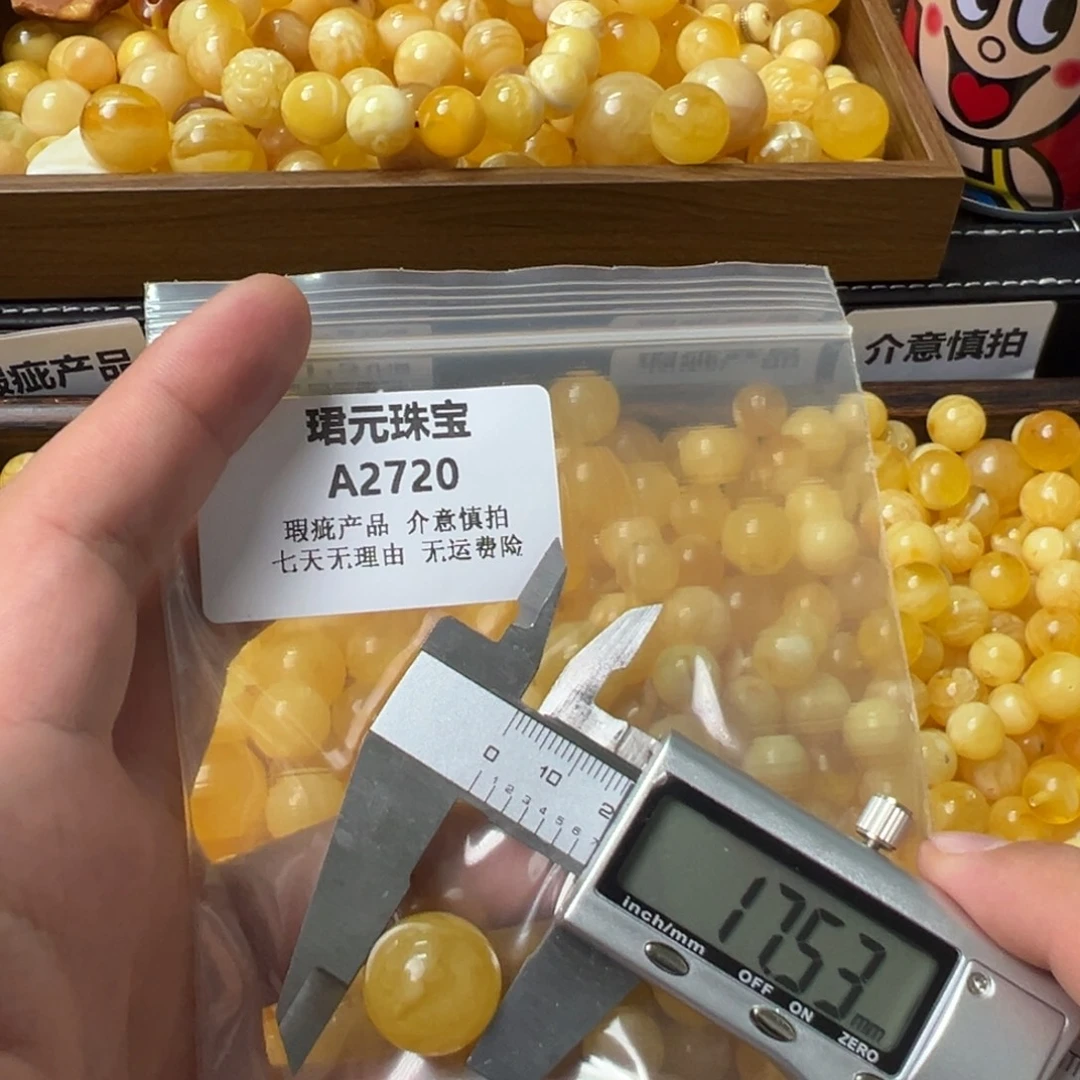 瑕疵产品
介意慎拍
珺元珠宝
A2720
瑕疵产品 介意慎拍
七天无理由 无运费险
0 10 2
1 2 3 4 5 6 7
17.53 mm
inch/mm
OFF ON
ZERO